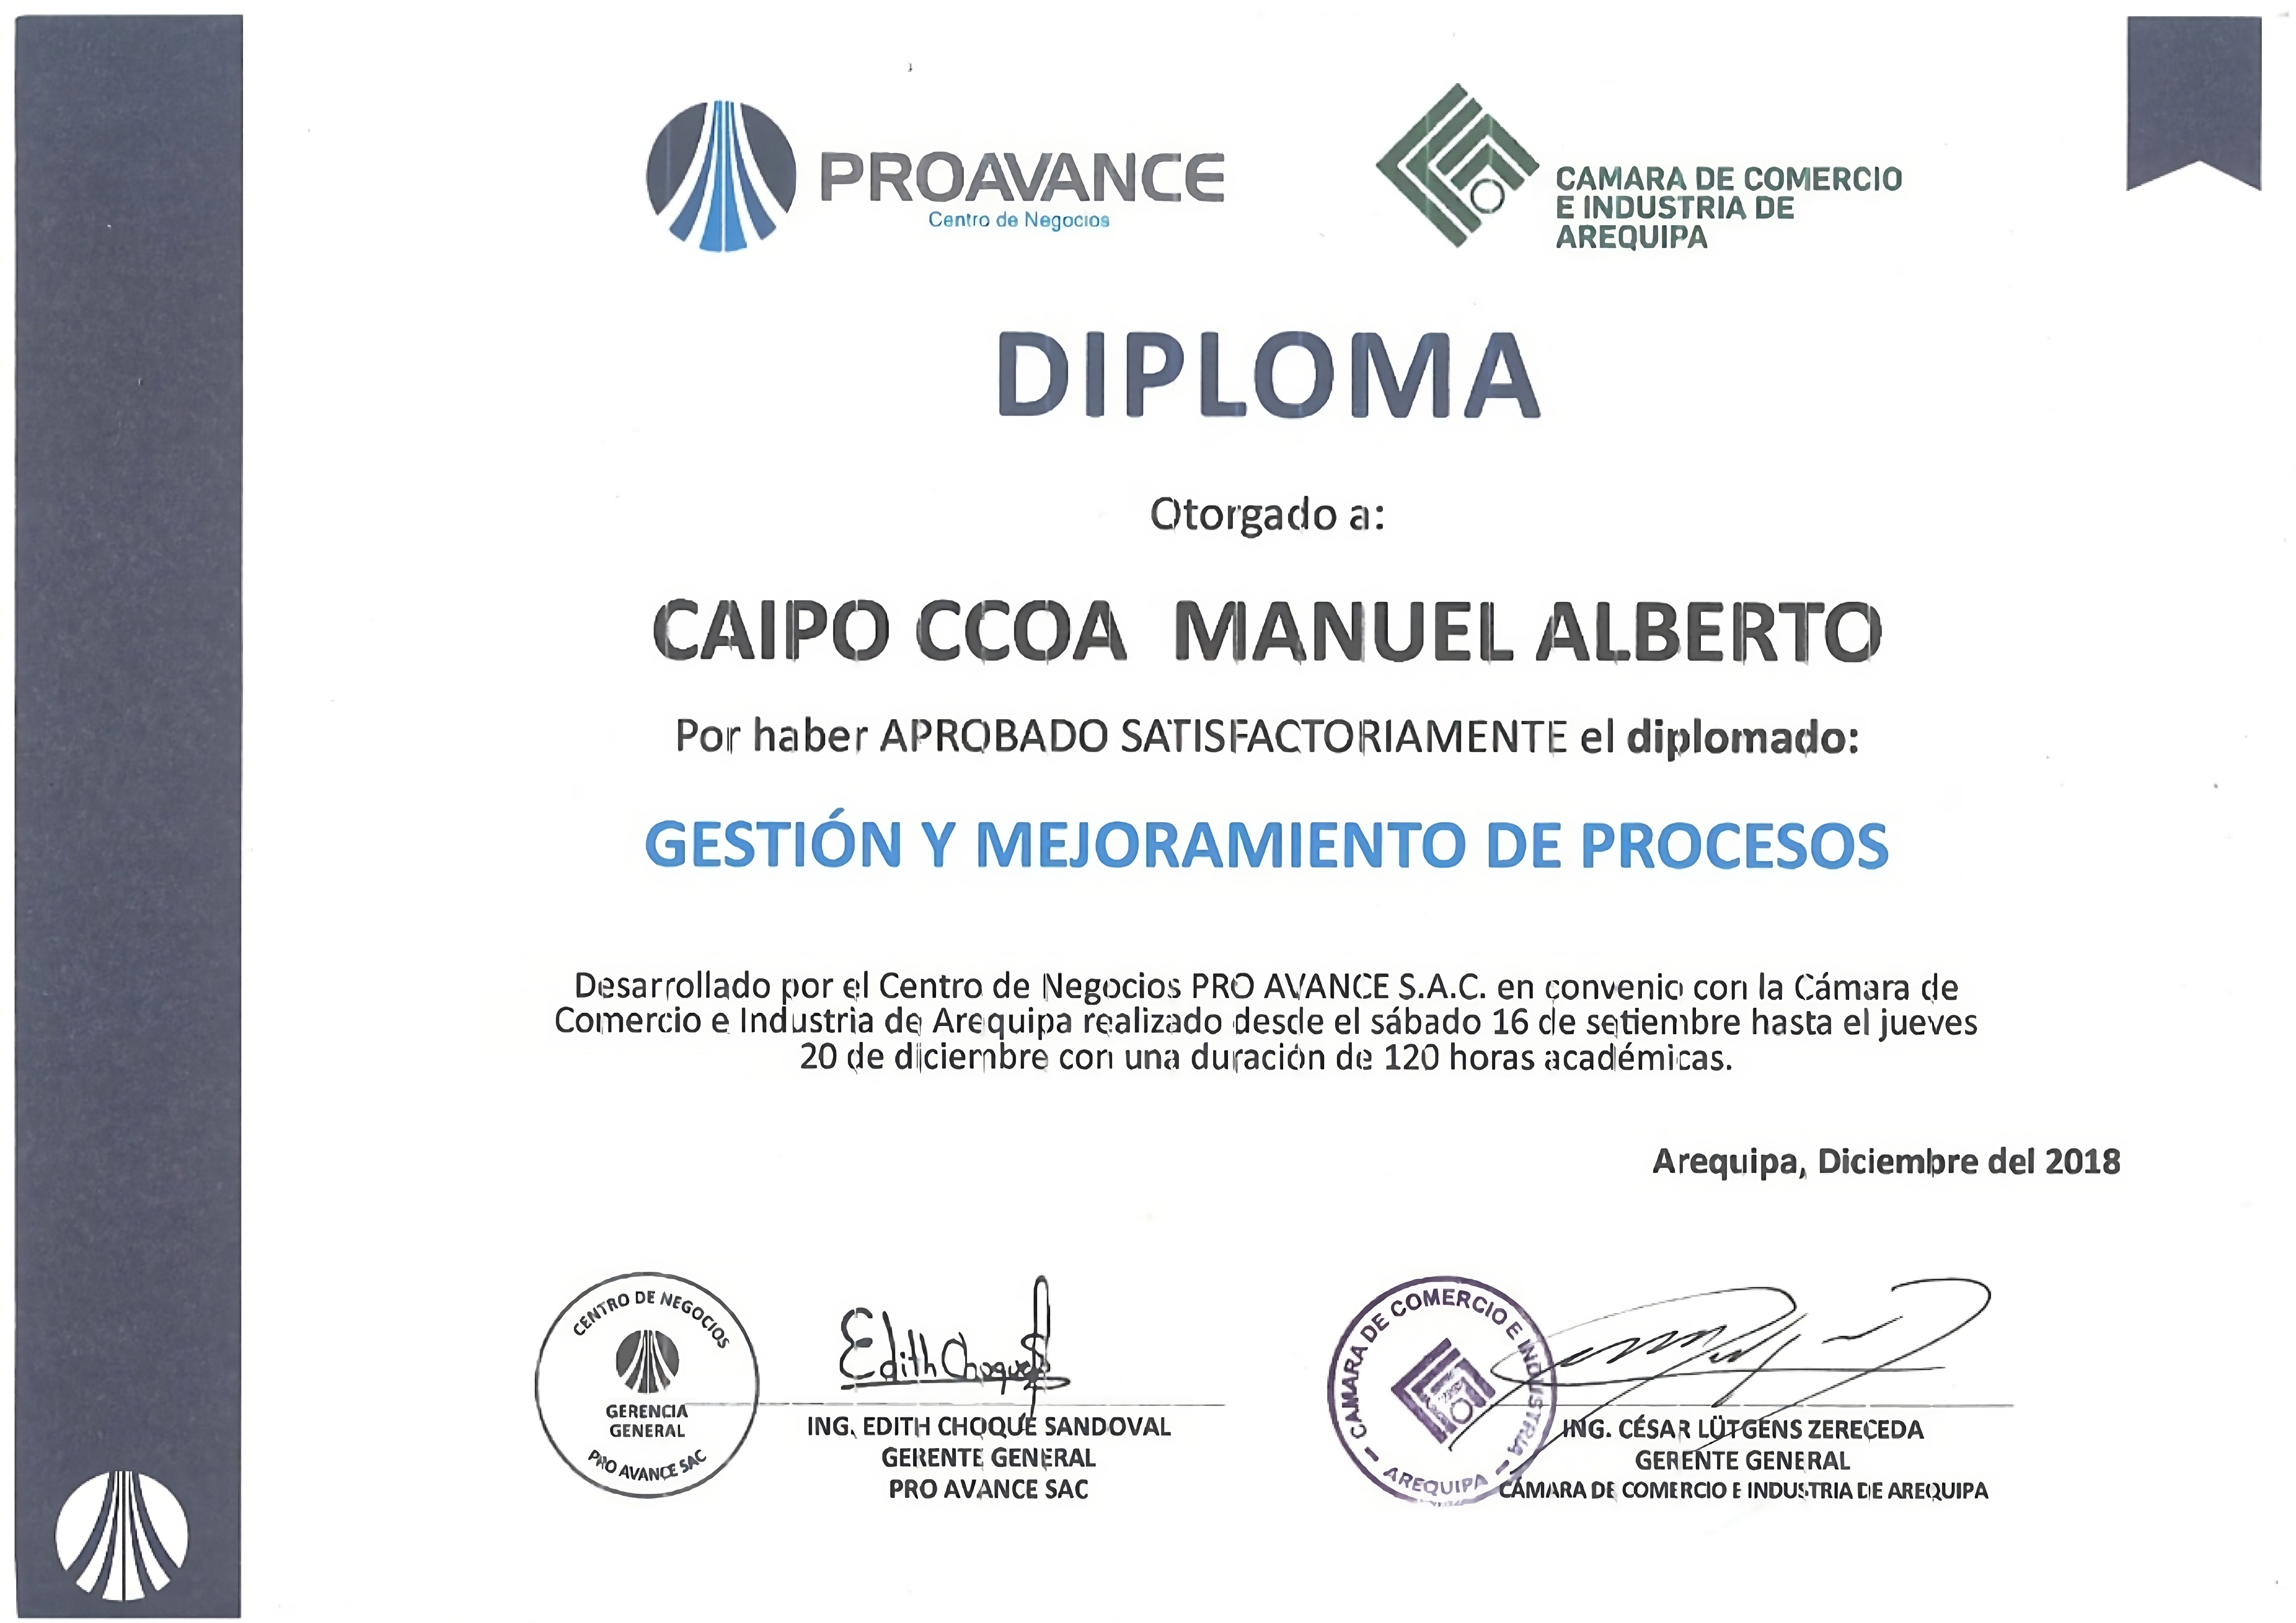 PROAVANCE
Centro de Negocios
CAMARA DE COMERCIO
E INDUSTRIA DE
AREQUIPA
DIPLOMA
Otorgado a:
CAIPO CCOA MANUEL ALBERTO
Por haber APROBADO SATISFACTORIAMENTE el diplomado:
GESTIÓN Y MEJORAMIENTO DE PROCESOS
Desarrollado por el Centro de Negocios PRO AVANCE S.A.C. en convenio con la Cámara de
Comercio e Industria de Arequipa realizado desde el sábado 16 de setiembre hasta el jueves
20 de diciembre con una duración de 120 horas académicas.
Arequipa, Diciembre del 2018
CENTRO DE NEGOCIOS
GERENCIA
GENERAL
PRO AVANCE SAC
Edith Choque S
ING. EDITH CHOQUE SANDOVAL
GERENTE GENERAL
PRO AVANCE SAC
CAMARA DE COMERCIO E INDUSTRIA
AREQUIPA
ING. CÉSAR LÜTGENS ZERECEDA
GERENTE GENERAL
CÁMARA DE COMERCIO E INDUSTRIA DE AREQUIPA